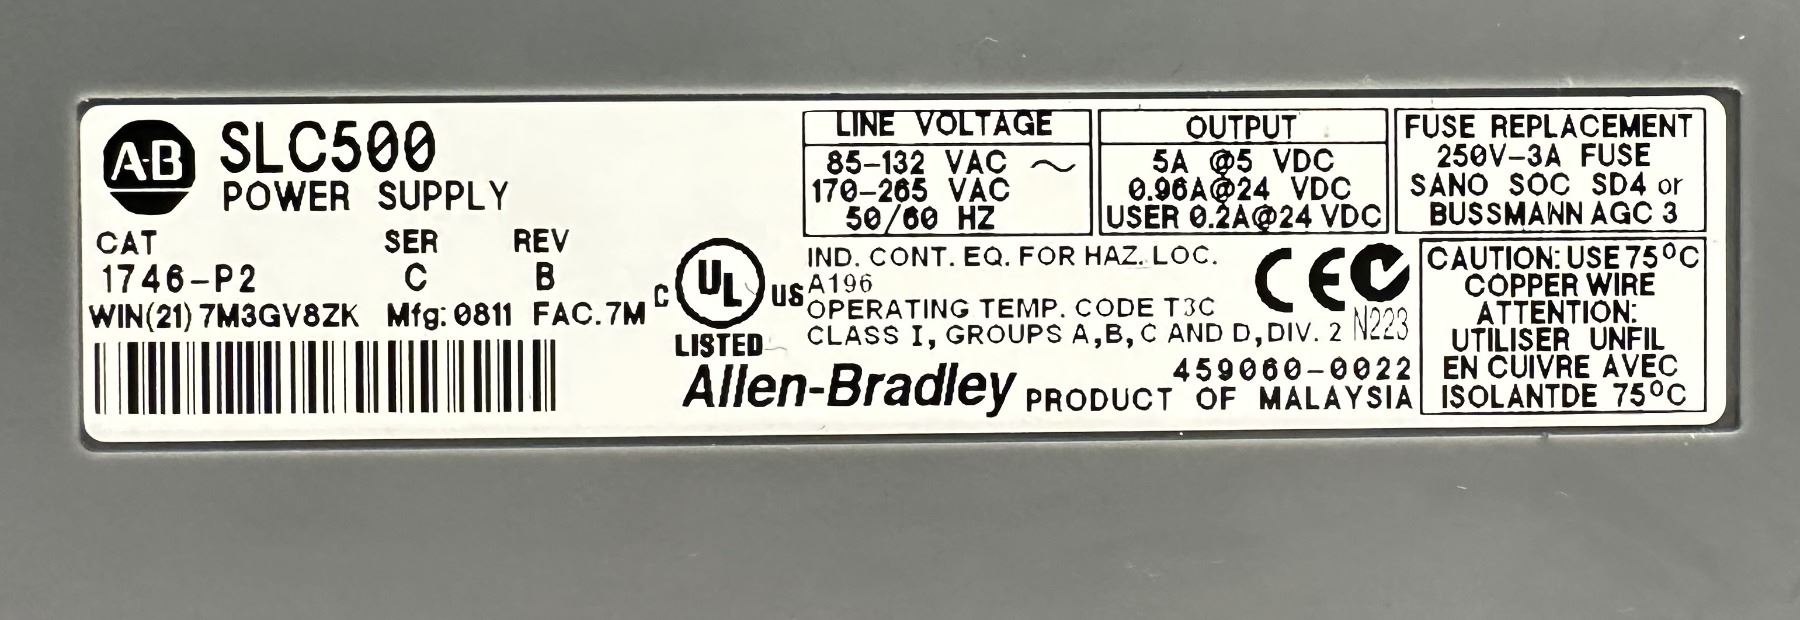 A-B
SLC500
POWER SUPPLY
CAT SER REV
1746-P2 C B
WIN(21) 7M3GV8ZK Mfg: 0811 FAC. 7M
LINE VOLTAGE
85-132 VAC ~
170-265 VAC
50/60 HZ
OUTPUT
5A @5 VDC
0.96A@24 VDC
USER 0.2A@24 VDC
FUSE REPLACEMENT
250V-3A FUSE
SANO SOC SD4 or
BUSSMANN AGC 3
C UL US
LISTED
IND. CONT. EQ. FOR HAZ. LOC.
A196
OPERATING TEMP. CODE T3C
CLASS I, GROUPS A, B, C AND D, DIV. 2
CE
N223
459060-0022
Allen-Bradley PRODUCT OF MALAYSIA
CAUTION: USE 75°C
COPPER WIRE
ATTENTION:
UTILISER UNFIL
EN CUIVRE AVEC
ISOLANTDE 75°C